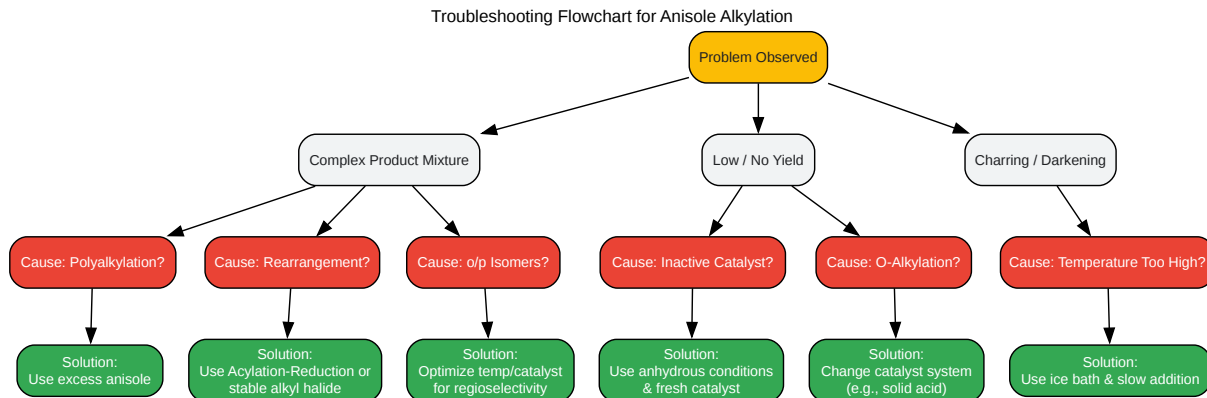 Troubleshooting Flowchart for Anisole Alkylation
Problem Observed
Complex Product Mixture
Low / No Yield
Charring / Darkening
Cause: Polyalkylation?
Cause: Rearrangement?
Cause: o/p Isomers?
Cause: Inactive Catalyst?
Cause: O-Alkylation?
Cause: Temperature Too High?
Solution:
Use excess anisole
Solution:
Use Acylation-Reduction or
stable alkyl halide
Solution:
Optimize temp/catalyst
for regioselectivity
Solution:
Use anhydrous conditions
& fresh catalyst
Solution:
Change catalyst system
(e.g., solid acid)
Solution:
Use ice bath & slow addition